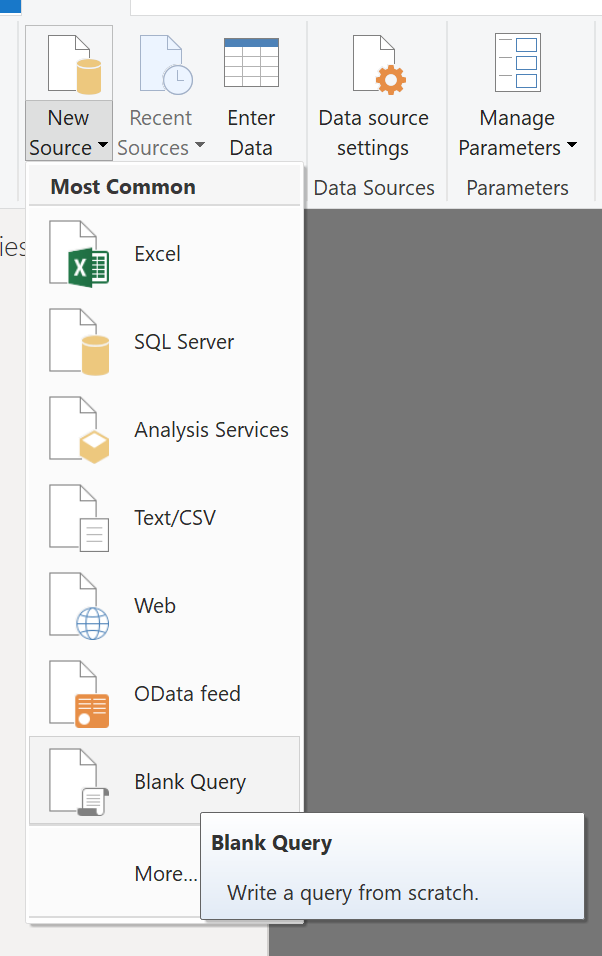 New
Source
Recent
Sources
Enter
Data
Data source
settings
Manage
Parameters
Data Sources
Parameters
Most Common
ies
Excel
SQL Server
Analysis Services
Text/CSV
Web
OData feed
Blank Query
More...
Blank Query
Write a query from scratch.